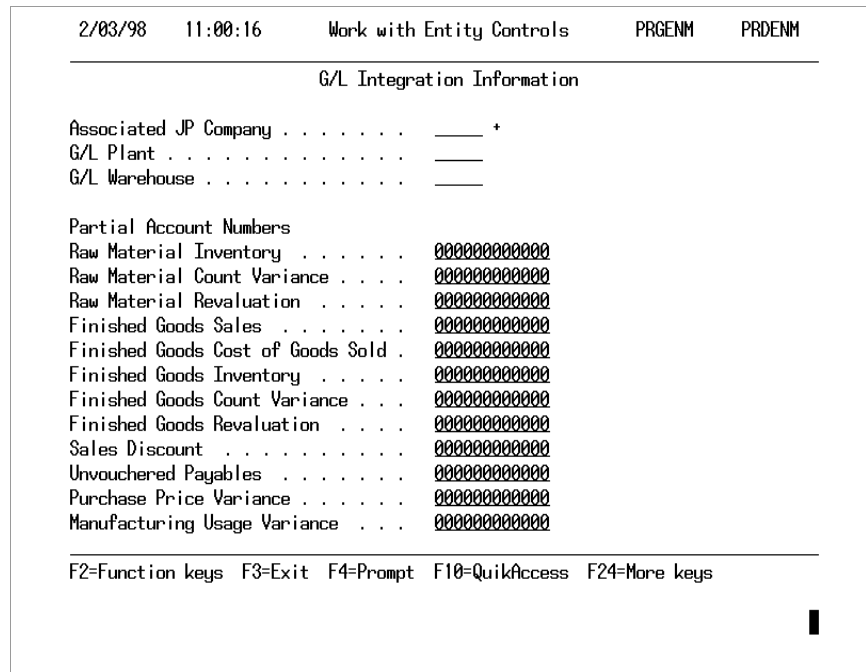 2/03/98 11:00:16 Work with Entity Controls PRGENM PRDENM
G/L Integration Information
Associated JP Company . . . . . . . _____ +
G/L Plant . . . . . . . . . . . . . _____
G/L Warehouse . . . . . . . . . . . _____
Partial Account Numbers
Raw Material Inventory . . . . . . 000000000000
Raw Material Count Variance . . . . 000000000000
Raw Material Revaluation . . . . . 000000000000
Finished Goods Sales . . . . . . . 000000000000
Finished Goods Cost of Goods Sold . 000000000000
Finished Goods Inventory . . . . . 000000000000
Finished Goods Count Variance . . . 000000000000
Finished Goods Revaluation . . . . 000000000000
Sales Discount . . . . . . . . . . 000000000000
Unvouchered Payables . . . . . . . 000000000000
Purchase Price Variance . . . . . . 000000000000
Manufacturing Usage Variance . . . 000000000000
F2=Function keys F3=Exit F4=Prompt F10=QuikAccess F24=More keys